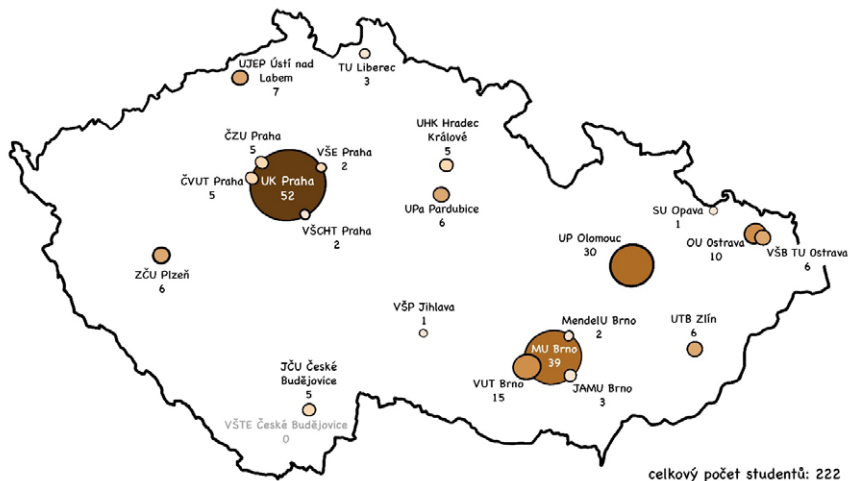 UJEP Ústí nad
Labem
7
TU Liberec
3
ČZU Praha
5
VŠE Praha
2
ČVUT Praha
5
UK Praha
52
VŠCHT Praha
2
UHK Hradec
Králové
5
UPa Pardubice
6
SU Opava
1
OU Ostrava
10
VŠB TU Ostrava
6
UP Olomouc
30
ZČU Plzeň
6
VŠP Jihlava
1
MendelU Brno
2
MU Brno
39
UTB Zlín
6
VUT Brno
15
JAMU Brno
3
JČU České
Budějovice
5
VŠTE České Budějovice
0
celkový počet studentů: 222